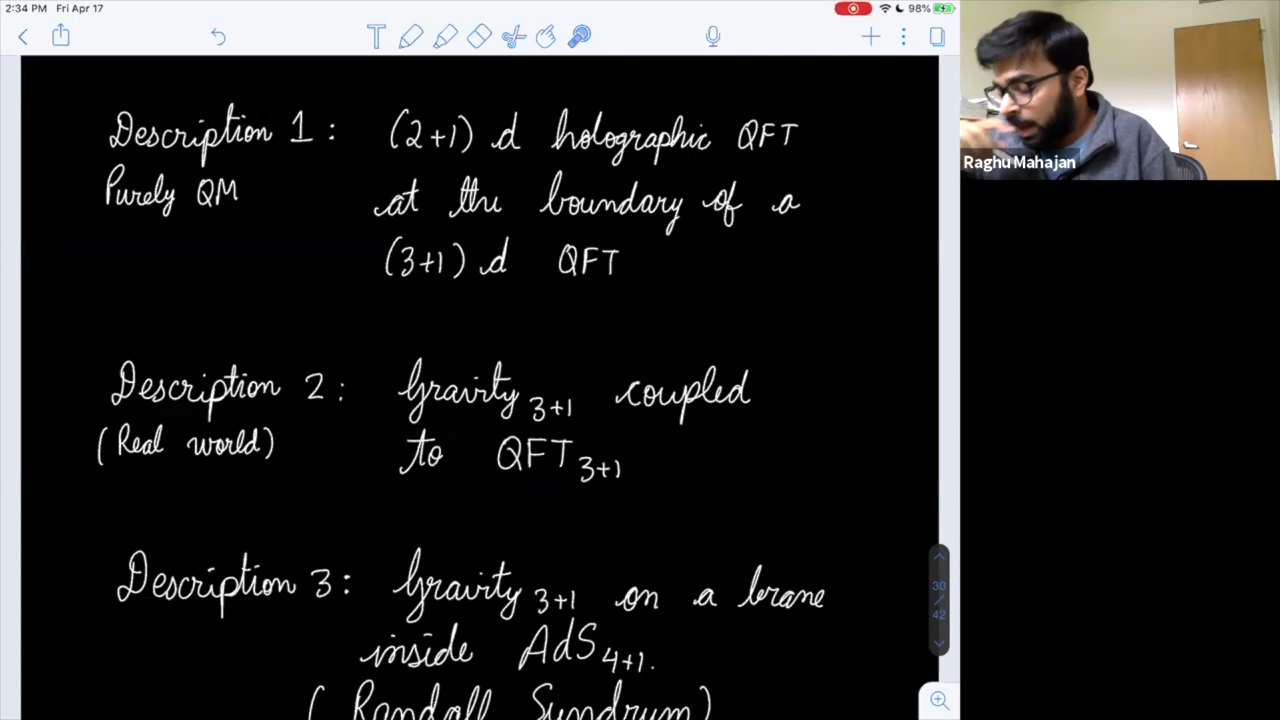 2:34 PM Fri Apr 17
98%
Description 1: (2+1) d holographic QFT
Purely QM at the boundary of a
(3+1) d QFT
Description 2: Gravity 3+1 coupled
(Real world) to QFT 3+1
Description 3: Gravity 3+1 on a brane
inside AdS 4+1.
(Randall Sundrum)
30
/
42
T
Raghu Mahajan